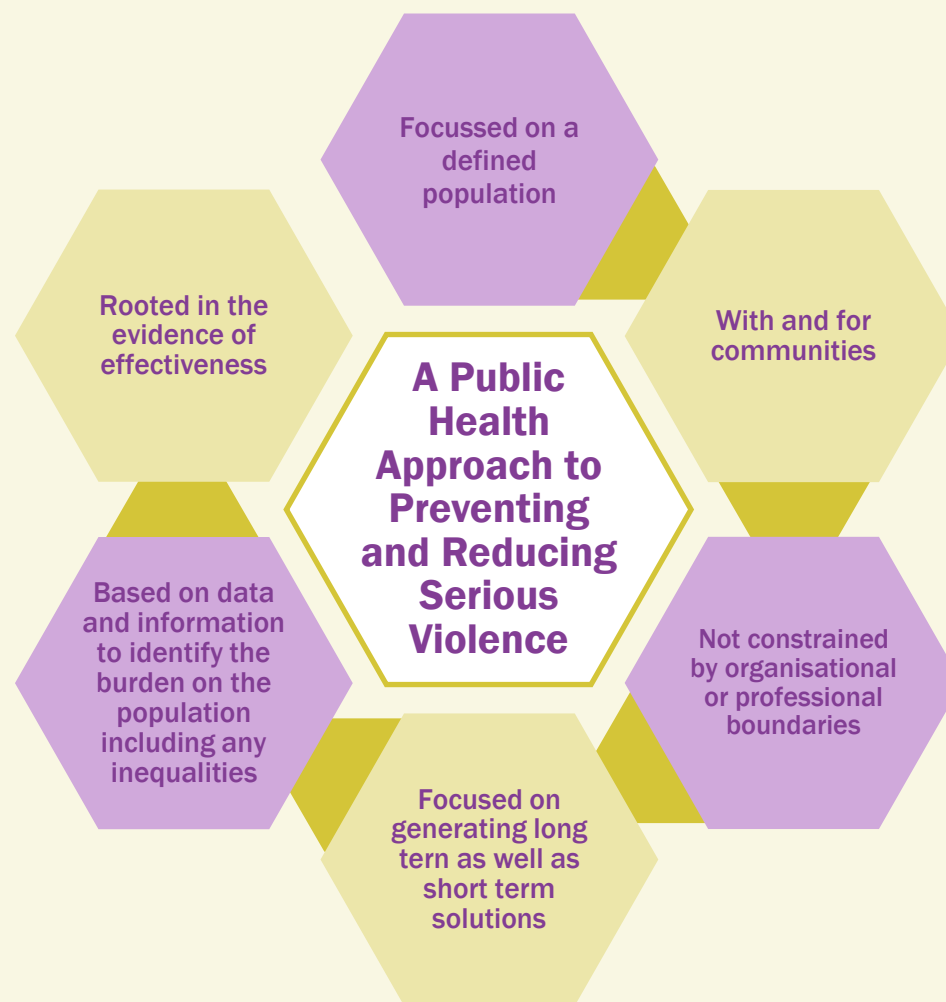 Focussed on a
defined
population
With and for
communities
Not constrained
by organisational
or professional
boundaries
Focused on
generating long
tern as well as
short term
solutions
Based on data
and information
to identify the
burden on the
population
including any
inequalities
Rooted in the
evidence of
effectiveness
A Public
Health
Approach to
Preventing
and Reducing
Serious
Violence